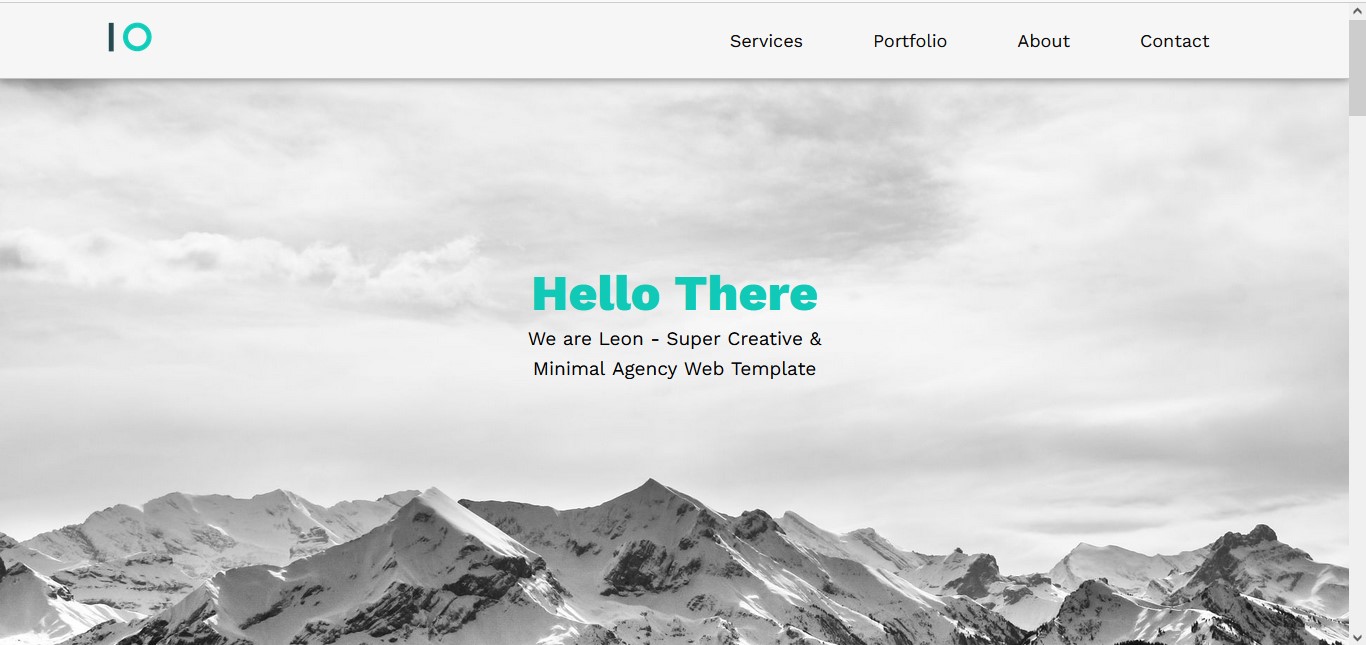 IO
Services Portfolio About Contact
Hello There
We are Leon - Super Creative &
Minimal Agency Web Template